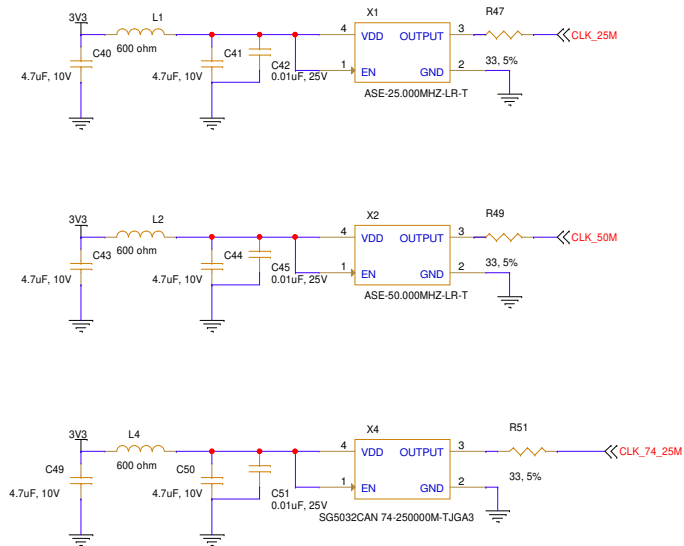 3V3
L1
X1
R47
C40
600 ohm
C41
C42
4
VDD
OUTPUT
3
CLK_25M
4.7uF, 10V
4.7uF, 10V
0.01uF, 25V
1
EN
GND
2
33, 5%
ASE-25.000MHZ-LR-T
3V3
L2
X2
R49
C43
600 ohm
C44
C45
4
VDD
OUTPUT
3
CLK_50M
4.7uF, 10V
4.7uF, 10V
0.01uF, 25V
1
EN
GND
2
33, 5%
ASE-50.000MHZ-LR-T
3V3
L4
X4
R51
C49
600 ohm
C50
C51
4
VDD
OUTPUT
3
CLK_74_25M
4.7uF, 10V
4.7uF, 10V
0.01uF, 25V
1
EN
GND
2
33, 5%
SG5032CAN 74-250000M-TJGA3